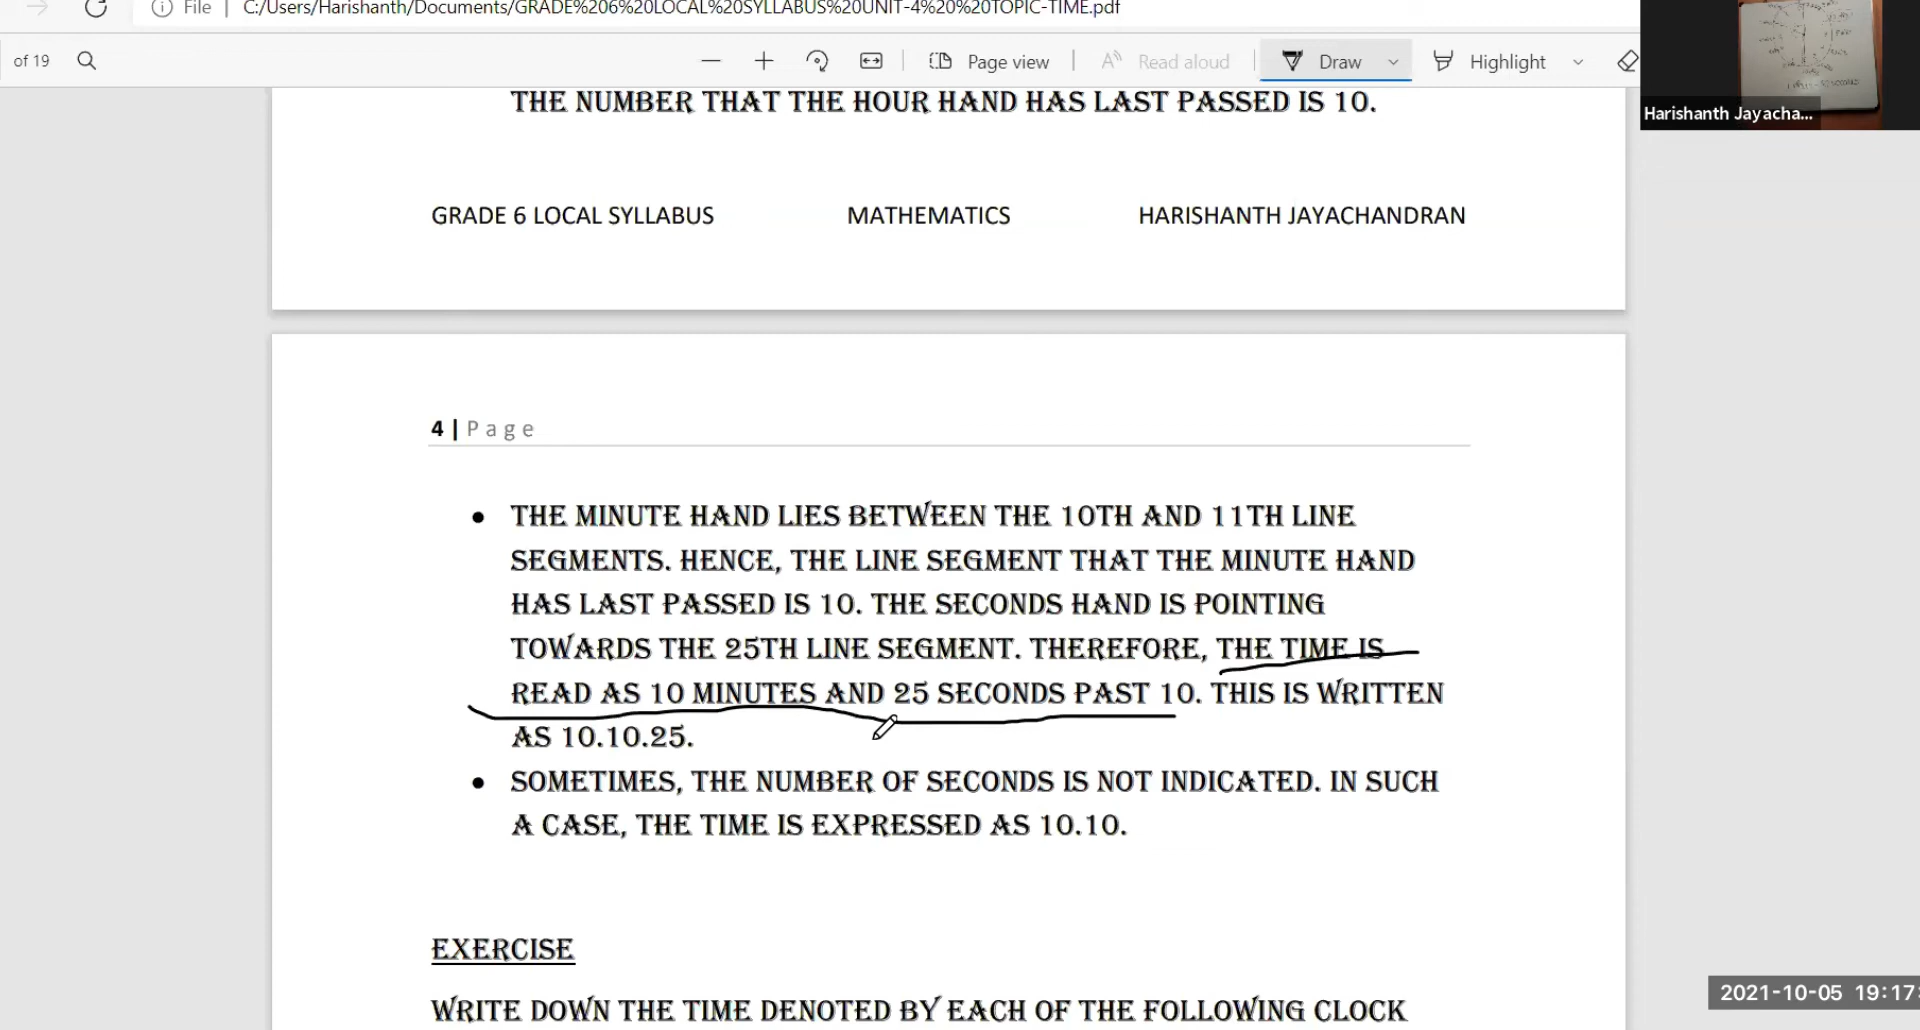 File | C:/Users/Harishanth/Documents/GRADE%206%20LOCAL%20SYLLABUS%20UNIT-4%20%20TOPIC-TIME.pdf
of 19 Page view Read aloud Draw Highlight
Harishanth Jayacha...
THE NUMBER THAT THE HOUR HAND HAS LAST PASSED IS 10.
GRADE 6 LOCAL SYLLABUS MATHEMATICS HARISHANTH JAYACHANDRAN
4 | Page
• THE MINUTE HAND LIES BETWEEN THE 10TH AND 11TH LINE
SEGMENTS. HENCE, THE LINE SEGMENT THAT THE MINUTE HAND
HAS LAST PASSED IS 10. THE SECONDS HAND IS POINTING
TOWARDS THE 25TH LINE SEGMENT. THEREFORE, THE TIME IS
READ AS 10 MINUTES AND 25 SECONDS PAST 10. THIS IS WRITTEN
AS 10.10.25.
• SOMETIMES, THE NUMBER OF SECONDS IS NOT INDICATED. IN SUCH
A CASE, THE TIME IS EXPRESSED AS 10.10.
EXERCISE
WRITE DOWN THE TIME DENOTED BY EACH OF THE FOLLOWING CLOCK
2021-10-05 19:17: